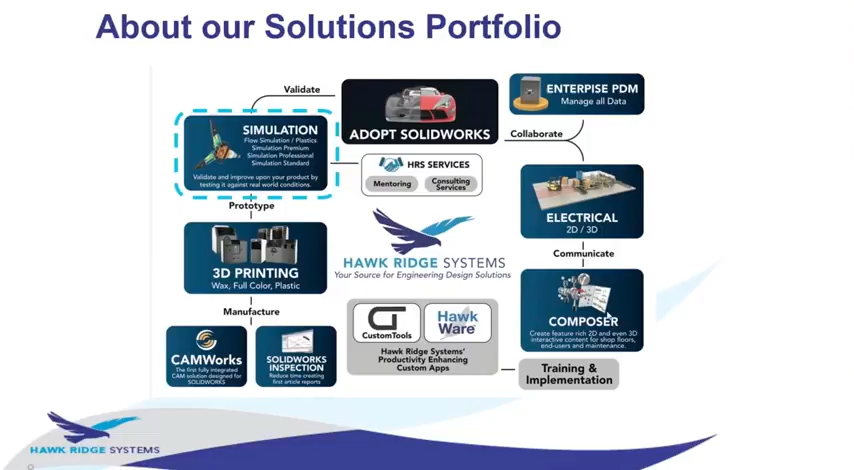 About our Solutions Portfolio
Validate
ADOPT SOLIDWORKS
ENTERPISE PDM
Manage all Data
Collaborate
SIMULATION
Flow Simulation / Plastics
Simulation Premium
Simulation Professional
Simulation Standard
Validate and improve upon your product by
testing it against real world conditions.
HRS SERVICES
Mentoring
Consulting
Services
Prototype
ELECTRICAL
2D / 3D
3D PRINTING
Wax, Full Color, Plastic
HAWK RIDGE SYSTEMS
Your Source for Engineering Design Solutions
Communicate
Manufacture
COMPOSER
Create feature rich 2D and even 3D
interactive content for shop floors,
end-users and maintenance.
CAMWorks
The first fully integrated
CAM solution designed for
SOLIDWORKS
SOLIDWORKS
INSPECTION
Reduce time creating
first article reports
CT
CustomTools
Hawk
Ware
Hawk Ridge Systems'
Productivity Enhancing
Custom Apps
Training &
Implementation
HAWK RIDGE SYSTEMS